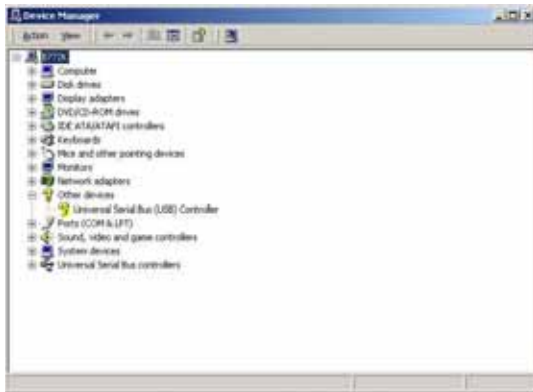 Device Manager
Action View
Computer
Disk drives
Display adapters
DVD/CD-ROM drives
IDE ATA/ATAPI controllers
Keyboards
Mice and other pointing devices
Monitors
Network adapters
Other devices
Universal Serial Bus (USB) Controller
Ports (COM & LPT)
Sound, video and game controllers
System devices
Universal Serial Bus controllers